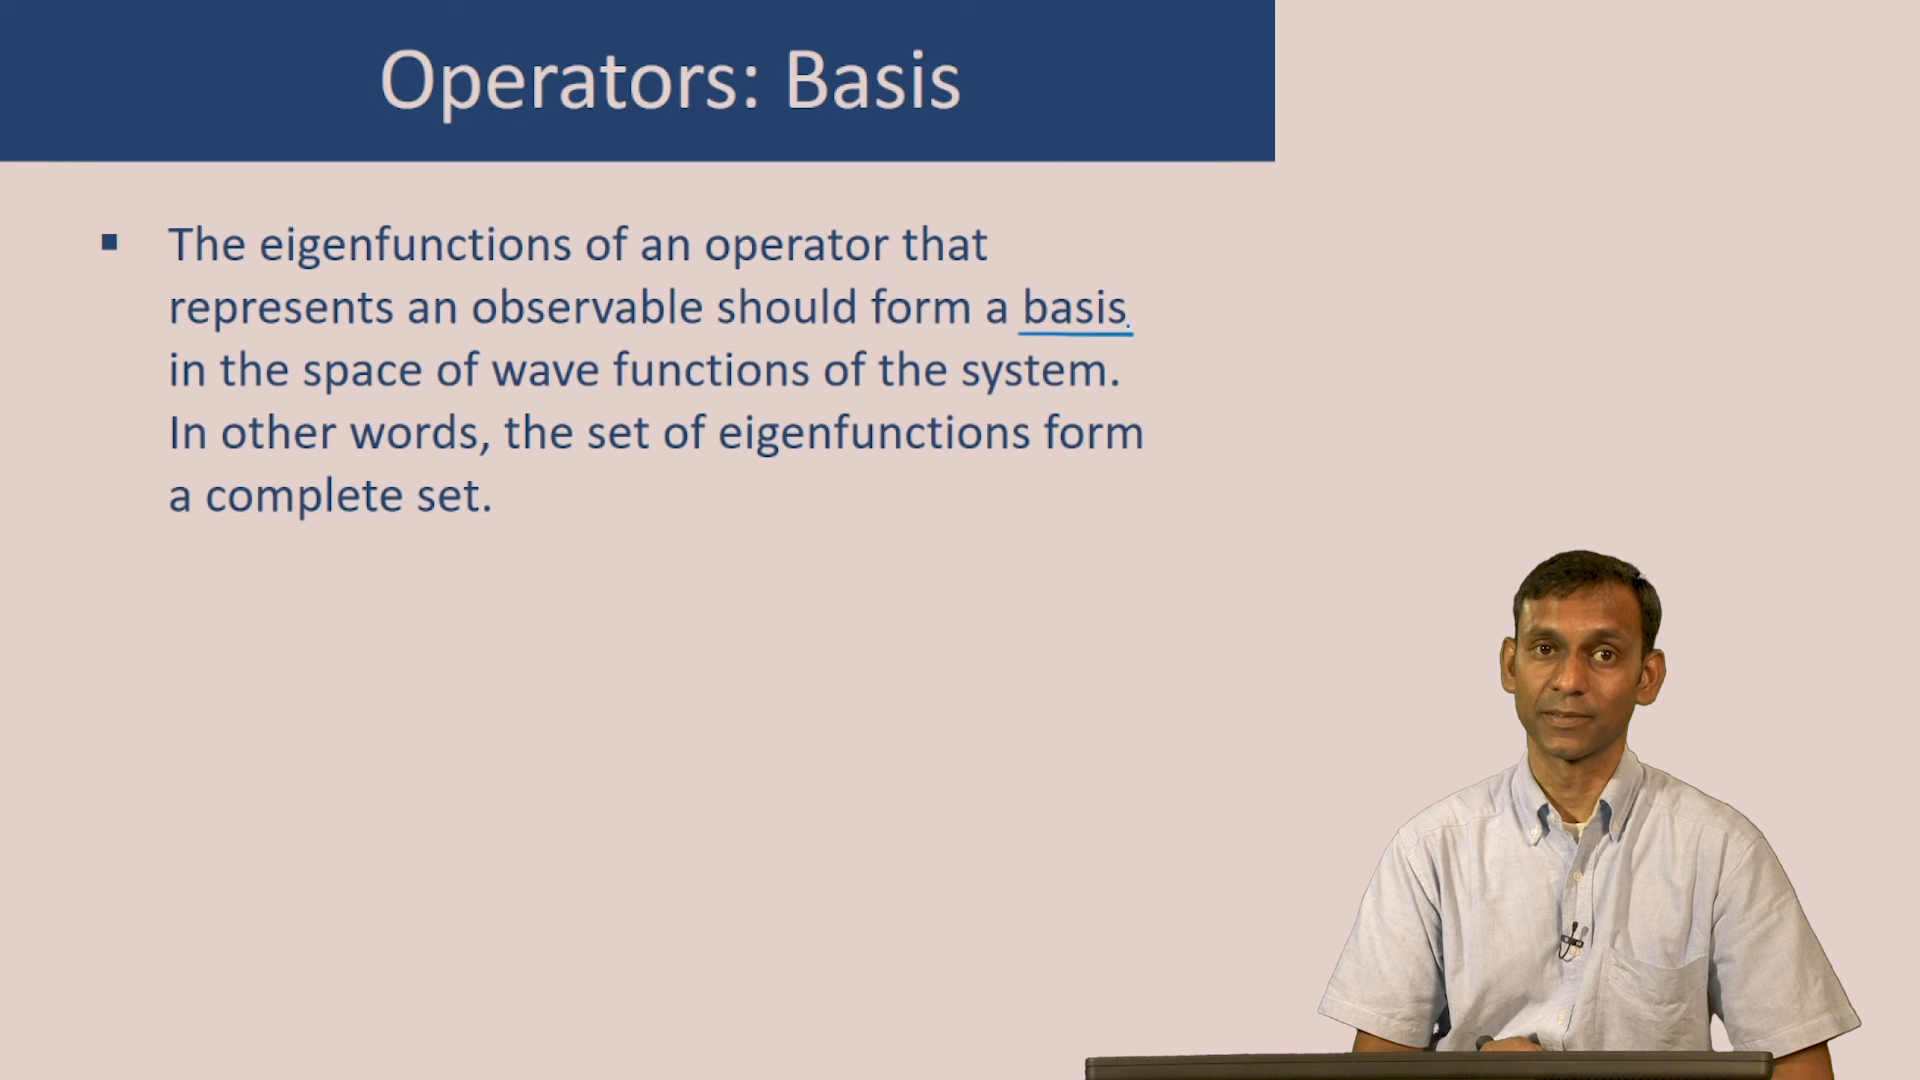 Operators: Basis
▪ The eigenfunctions of an operator that
represents an observable should form a basis
in the space of wave functions of the system.
In other words, the set of eigenfunctions form
a complete set.